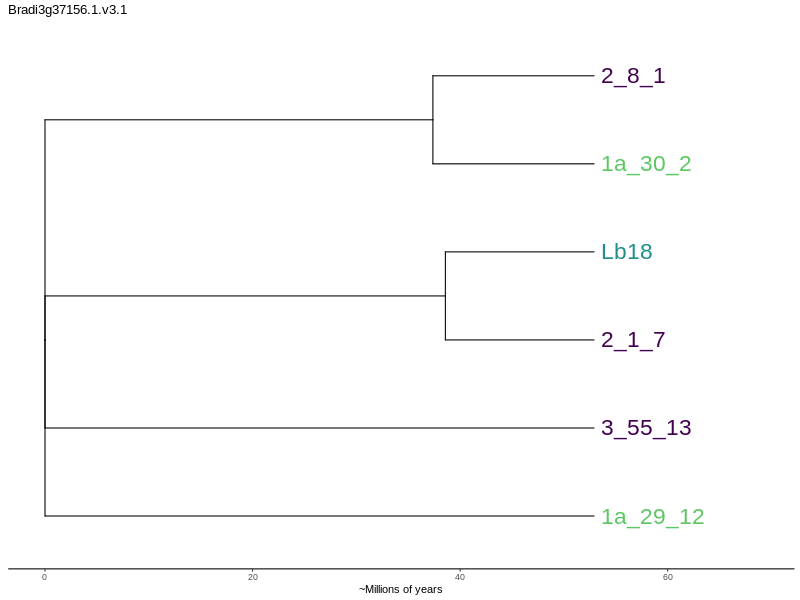 Bradi3g37156.1.v3.1
2_8_1
1a_30_2
Lb18
2_1_7
3_55_13
1a_29_12
0 20 40 60
~Millions of years